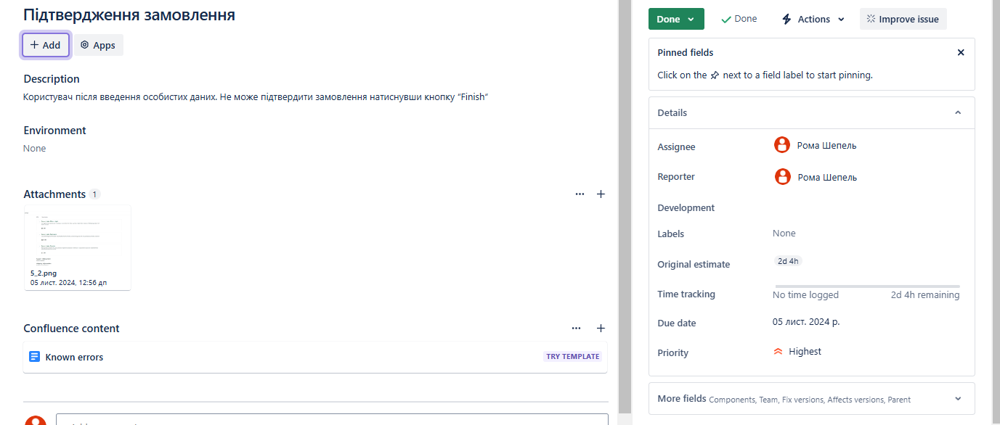 Підтвердження замовлення
Add
Apps
Description
Користувач після введення особистих даних. Не може підтвердити замовлення натиснувши кнопку “Finish“
Environment
None
Attachments 1
5_2.png
05 лист. 2024, 12:56 дп
Confluence content
Known errors
TRY TEMPLATE
Done
Done
Actions
Improve issue
Pinned fields
Click on the next to a field label to start pinning.
Details
Assignee
Рома Шепель
Reporter
Рома Шепель
Development
Labels
None
Original estimate
2d 4h
Time tracking
No time logged
2d 4h remaining
Due date
05 лист. 2024 р.
Priority
Highest
More fields Components, Team, Fix versions, Affects versions, Parent